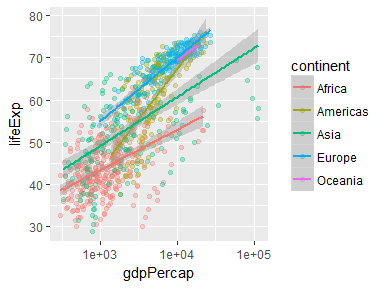 lifeExp
80
70
60
50
40
30
1e+03
1e+04
1e+05
gdpPercap
continent
Africa
Americas
Asia
Europe
Oceania